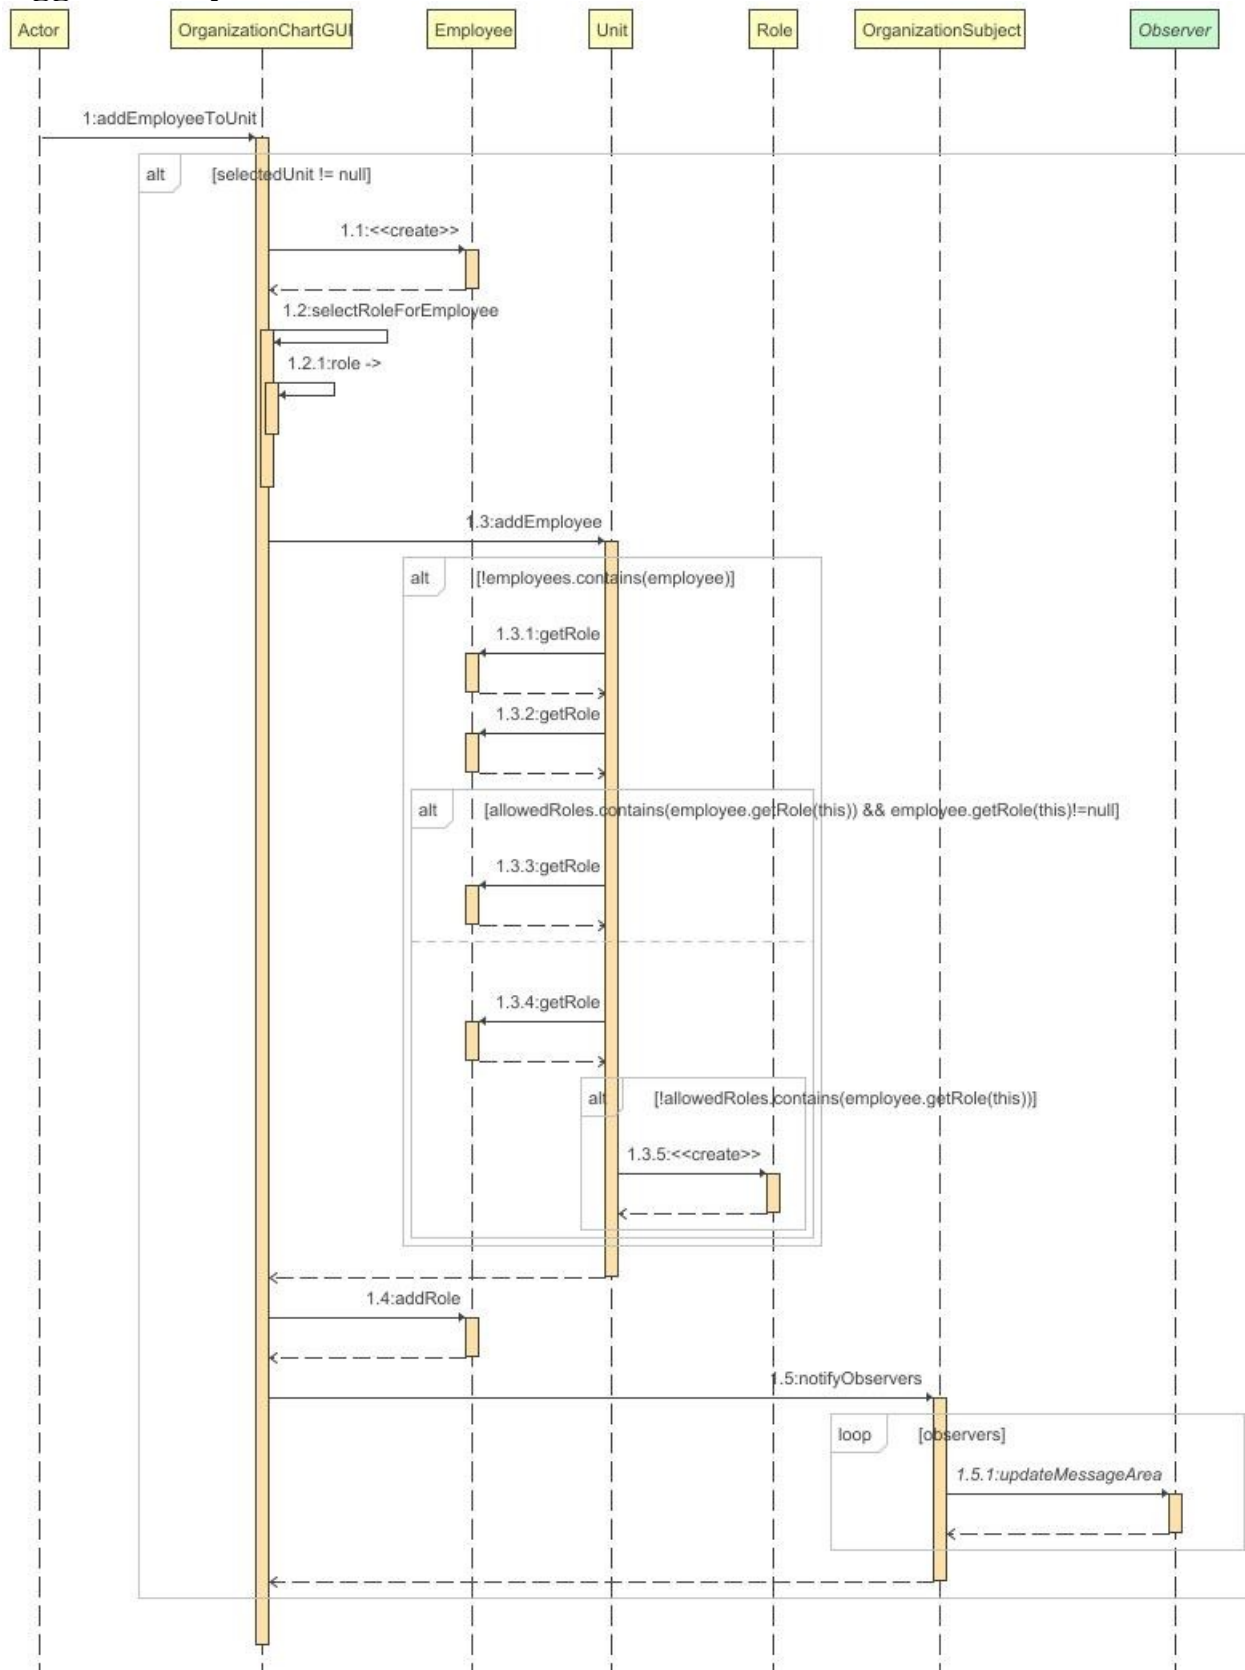 Actor
OrganizationChartGUI
Employee
Unit
Role
OrganizationSubject
Observer
1:addEmployeeToUnit
alt [selectedUnit != null]
1.1:<<create>>
1.2:selectRoleForEmployee
1.2.1:role ->
1.3:addEmployee
alt [!employees.contains(employee)]
1.3.1:getRole
1.3.2:getRole
alt [allowedRoles.contains(employee.getRole(this)) && employee.getRole(this)!=null]
1.3.3:getRole
1.3.4:getRole
alt [!allowedRoles.contains(employee.getRole(this))]
1.3.5:<<create>>
1.4:addRole
1.5:notifyObservers
loop [observers]
1.5.1:updateMessageArea